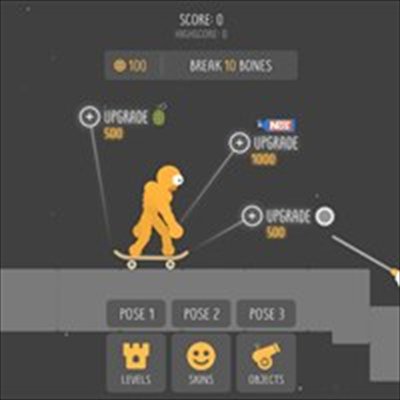 SCORE: 0
HIGHSCORE: 0
100
BREAK 10 BONES
UPGRADE
500
UPGRADE
1000
UPGRADE
500
POSE 1
POSE 2
POSE 3
LEVELS
SKINS
OBJECTS